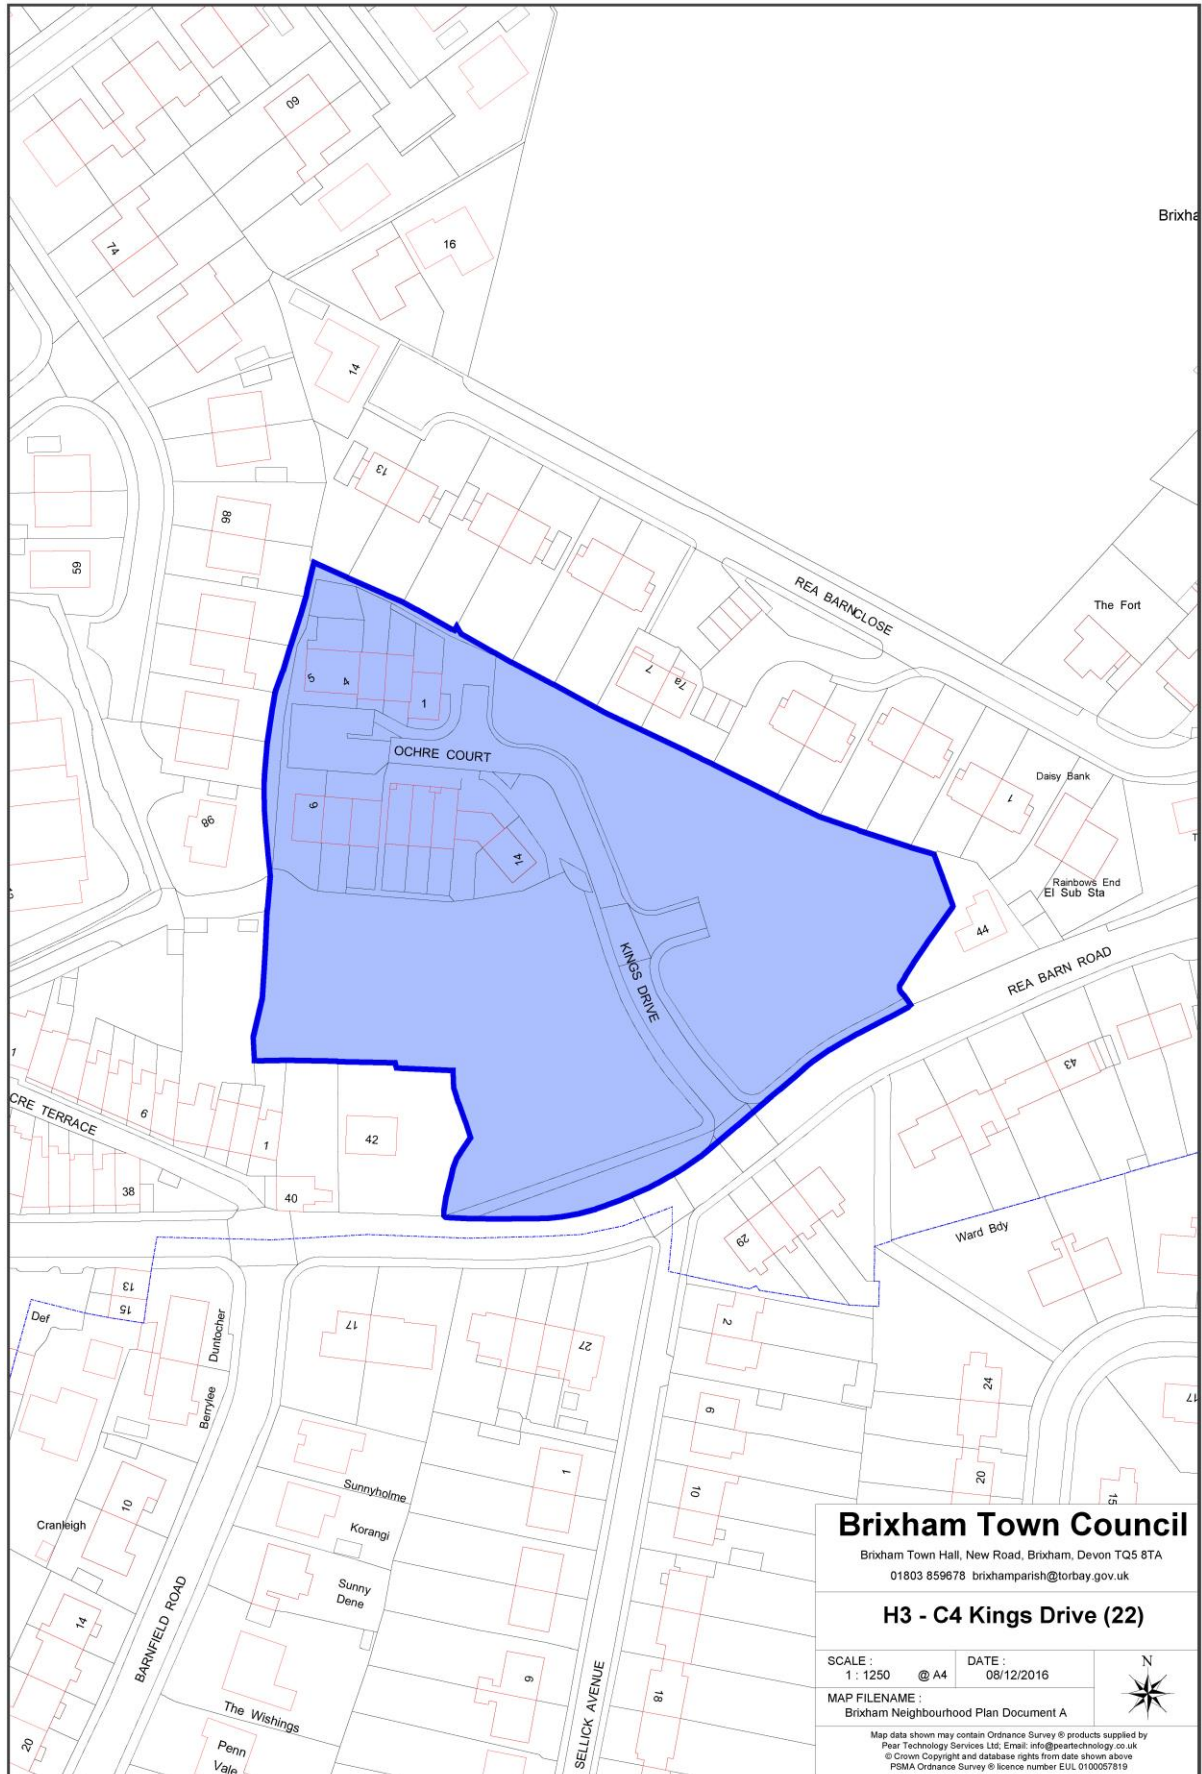 60
74
16
Brixha
14
13
86
59
REA BARN CLOSE
The Fort
7
7a
5
4
1
OCHRE COURT
Daisy Bank
1
98
9
14
Rainbows End
El Sub Sta
44
KINGS DRIVE
REA BARN ROAD
43
1
CRE TERRACE
6
1
42
38
40
29
Ward Bdy
13
15
Def
Duntocher
Berrylee
17
27
2
24
17
6
Sunnyholme
1
10
20
15
10
Cranleigh
Korangi
Sunny
Dene
14
BARNFIELD ROAD
9
18
The Wishings
SELLICK AVENUE
20
Penn
Vale
Brixham Town Council
Brixham Town Hall, New Road, Brixham, Devon TQ5 8TA
01803 859678 brixhamparish@torbay.gov.uk
H3 - C4 Kings Drive (22)
SCALE :
1 : 1250 @ A4
DATE :
08/12/2016
N
MAP FILENAME :
Brixham Neighbourhood Plan Document A
Map data shown may contain Ordnance Survey ® products supplied by
Pear Technology Services Ltd; Email: info@peartechnology.co.uk
© Crown Copyright and database rights from date shown above
PSMA Ordnance Survey ® licence number EUL 0100057819